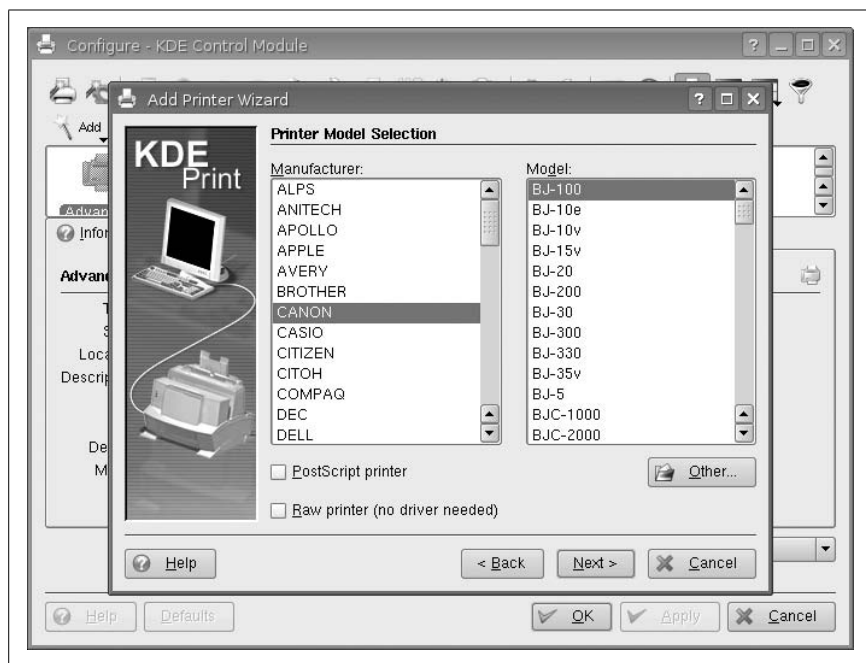 Configure - KDE Control Module
Add
Add Printer Wizard
KDE
Print
Printer Model Selection
Manufacturer:
ALPS
ANITECH
APOLLO
APPLE
AVERY
BROTHER
CANON
CASIO
CITIZEN
CITOH
COMPAQ
DEC
DELL
Model:
BJ-100
BJ-10e
BJ-10v
BJ-15v
BJ-20
BJ-200
BJ-30
BJ-300
BJ-330
BJ-35v
BJ-5
BJC-1000
BJC-2000
PostScript printer
Other...
Raw printer (no driver needed)
Help
< Back
Next >
Cancel
Help
Defaults
OK
Apply
Cancel